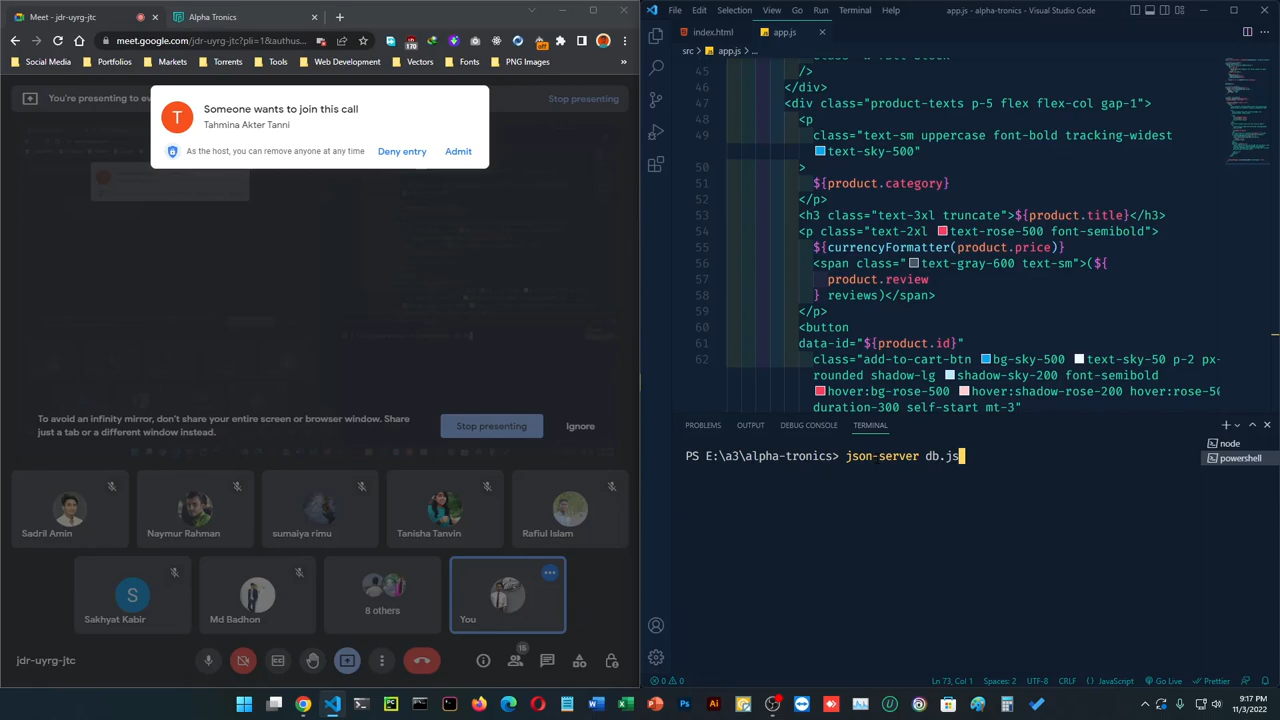 Meet - jdr-uyrg-jtc
Alpha Tronics
File Edit Selection View Go Run Terminal Help
app.js - alpha-tronics - Visual Studio Code
meet.google.com/jdr-uyrg-jtc?pli=1&authus
170
off
index.html
app.js
Social Links
Portfolios
Markets
Torrents
Tools
Web Development
Vectors
Fonts
PNG Images
src > app.js > ...
You're presenting to ev
Stop presenting
Someone wants to join this call
T
Tahmina Akter Tanni
As the host, you can remove anyone at any time
Deny entry
Admit
45 />
46 </div>
47 <div class="product-texts p-5 flex flex-col gap-1">
48 <p
49 class="text-sm uppercase font-bold tracking-widest
text-sky-500"
50 >
51 ${product.category}
52 </p>
53 <h3 class="text-3xl truncate">${product.title}</h3>
54 <p class="text-2xl text-rose-500 font-semibold">
55 ${currencyFormatter(product.price)}
56 <span class="text-gray-600 text-sm">(${
57 product.review
58 } reviews)</span>
59 </p>
60 <button
61 data-id="${product.id}"
62 class="add-to-cart-btn bg-sky-500 text-sky-50 p-2 px-
rounded shadow-lg shadow-sky-200 font-semibold
hover:bg-rose-500 hover:shadow-rose-200 hover:rose-50
duration-300 self-start mt-3"
To avoid an infinity mirror, don't share your entire screen or browser window. Share
just a tab or a different window instead.
Stop presenting
Ignore
PROBLEMS OUTPUT DEBUG CONSOLE TERMINAL
node
powershell
PS E:\a3\alpha-tronics> json-server db.js
Sadril Amin
Naymur Rahman
sumaiya rimu
Tanisha Tanvin
Rafiul Islam
S
Sakhyat Kabir
Md Badhon
8 others
You
jdr-uyrg-jtc
0 0
Ln 73, Col 1
Spaces: 2
UTF-8
CRLF
{} JavaScript
Go Live
Prettier
9:17 PM
11/3/2022